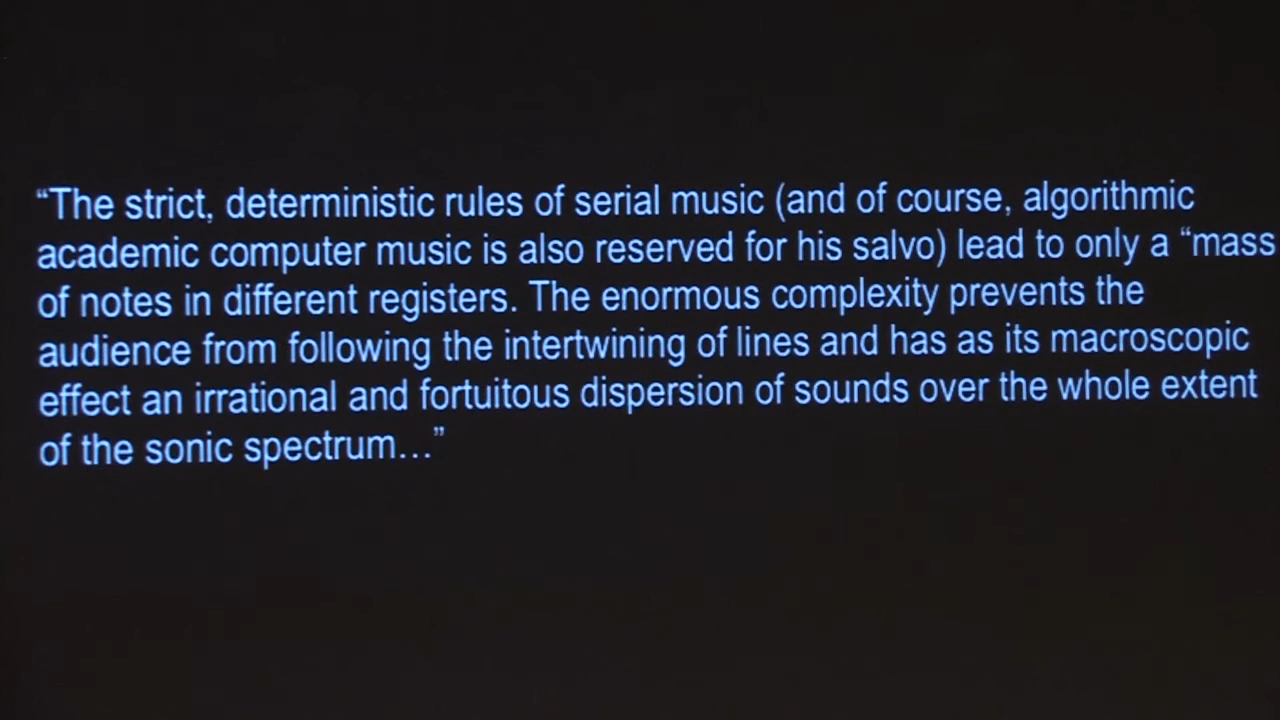 “The strict, deterministic rules of serial music (and of course, algorithmic
academic computer music is also reserved for his salvo) lead to only a “mass
of notes in different registers. The enormous complexity prevents the
audience from following the intertwining of lines and has as its macroscopic
effect an irrational and fortuitous dispersion of sounds over the whole extent
of the sonic spectrum…”